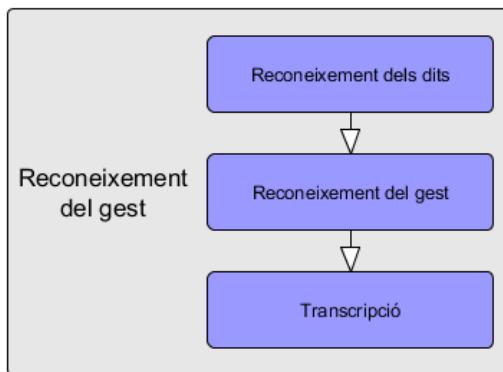 Reconeixement dels dits
Reconeixement
del gest
Reconeixement del gest
Transcripció